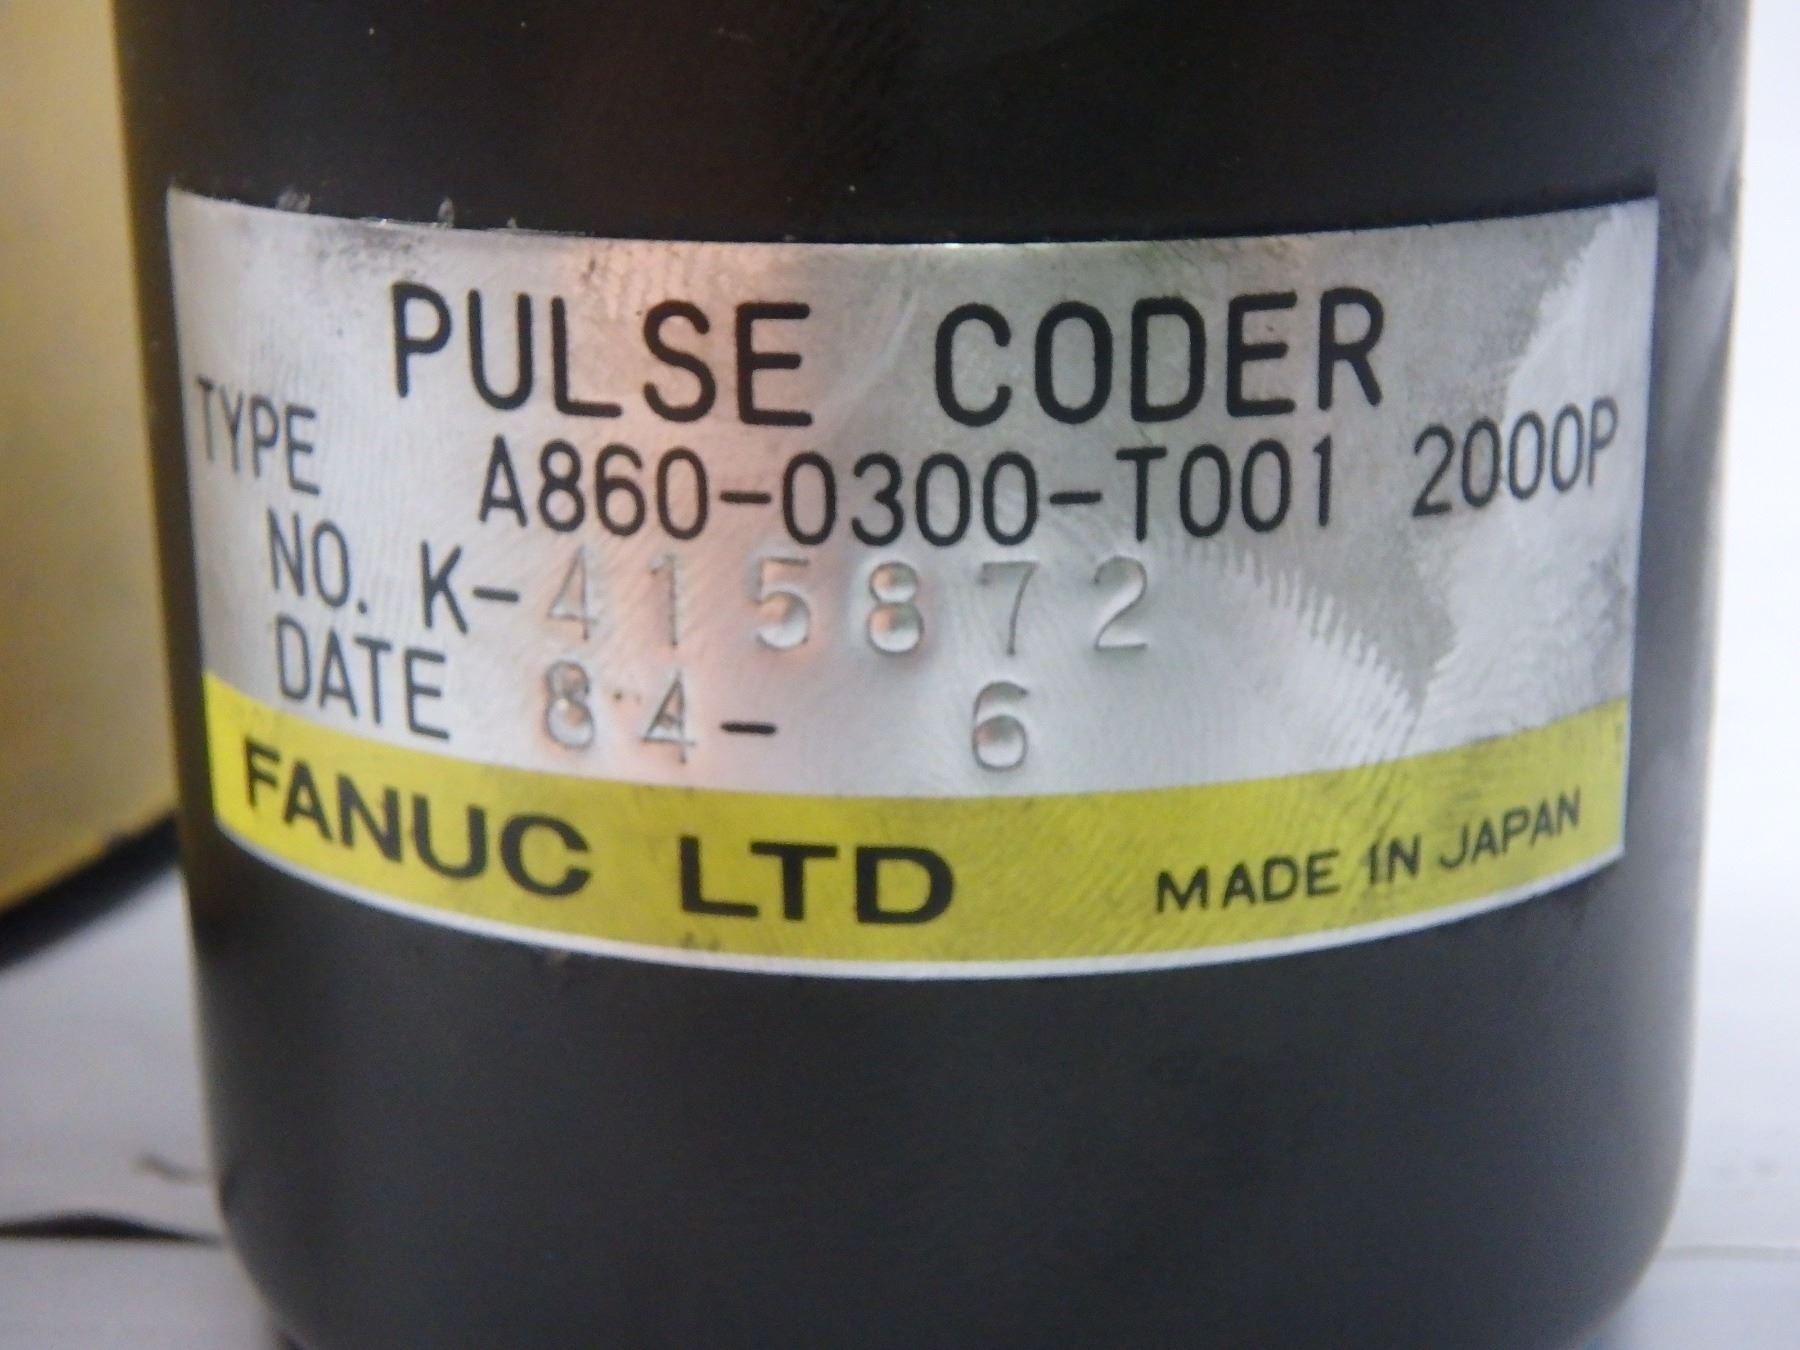 PULSE CODER
TYPE A860-0300-T001 2000P
NO. K-415872
DATE 84- 6
FANUC LTD MADE IN JAPAN